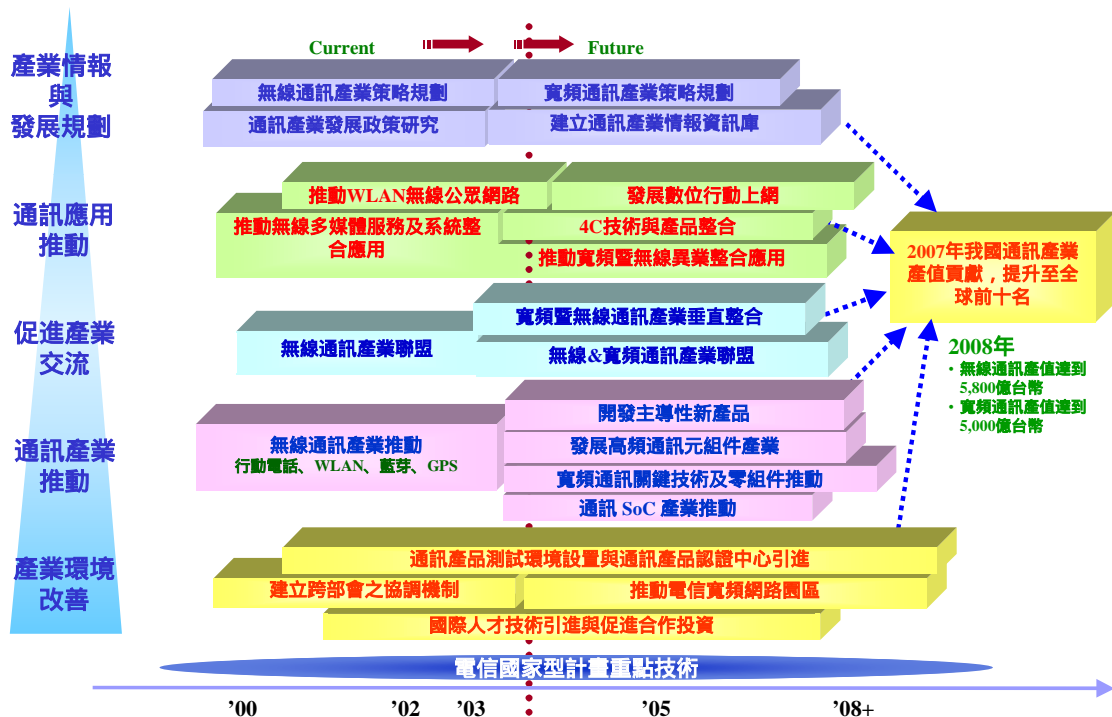 Current
Future
產業情報
與
發展規劃
無線通訊產業策略規劃
寬頻通訊產業策略規劃
通訊產業發展政策研究
建立通訊產業情報資訊庫
通訊應用
推動
推動WLAN無線公眾網路
發展數位行動上網
推動無線多媒體服務及系統整
合應用
4C技術與產品整合
推動寬頻暨無線異業整合應用
2007年我國通訊產業
產值貢獻，提升至全
球前十名
促進產業
交流
寬頻暨無線通訊產業垂直整合
無線通訊產業聯盟
無線&寬頻通訊產業聯盟
2008年
• 無線通訊產值達到
5,800億台幣
• 寬頻通訊產值達到
5,000億台幣
通訊產業
推動
無線通訊產業推動
行動電話、WLAN、藍芽、GPS
開發主導性新產品
發展高頻通訊元組件產業
寬頻通訊關鍵技術及零組件推動
通訊 SoC 產業推動
產業環境
改善
通訊產品測試環境設置與通訊產品認證中心引進
建立跨部會之協調機制
推動電信寬頻網路園區
國際人才技術引進與促進合作投資
電信國家型計畫重點技術
’00
’02
’03
’05
’08+